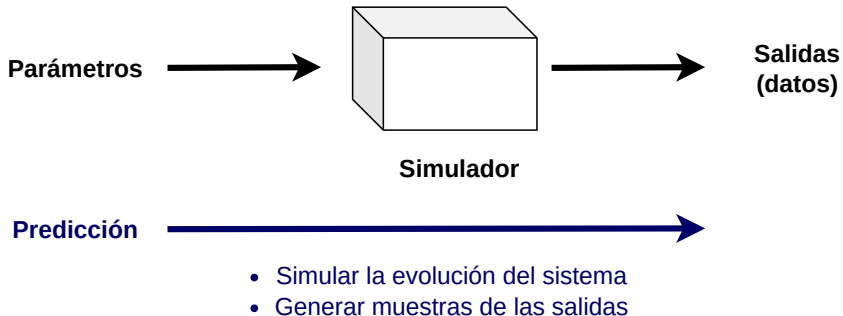 Parámetros
Salidas
(datos)
Simulador
Predicción
• Simular la evolución del sistema
• Generar muestras de las salidas